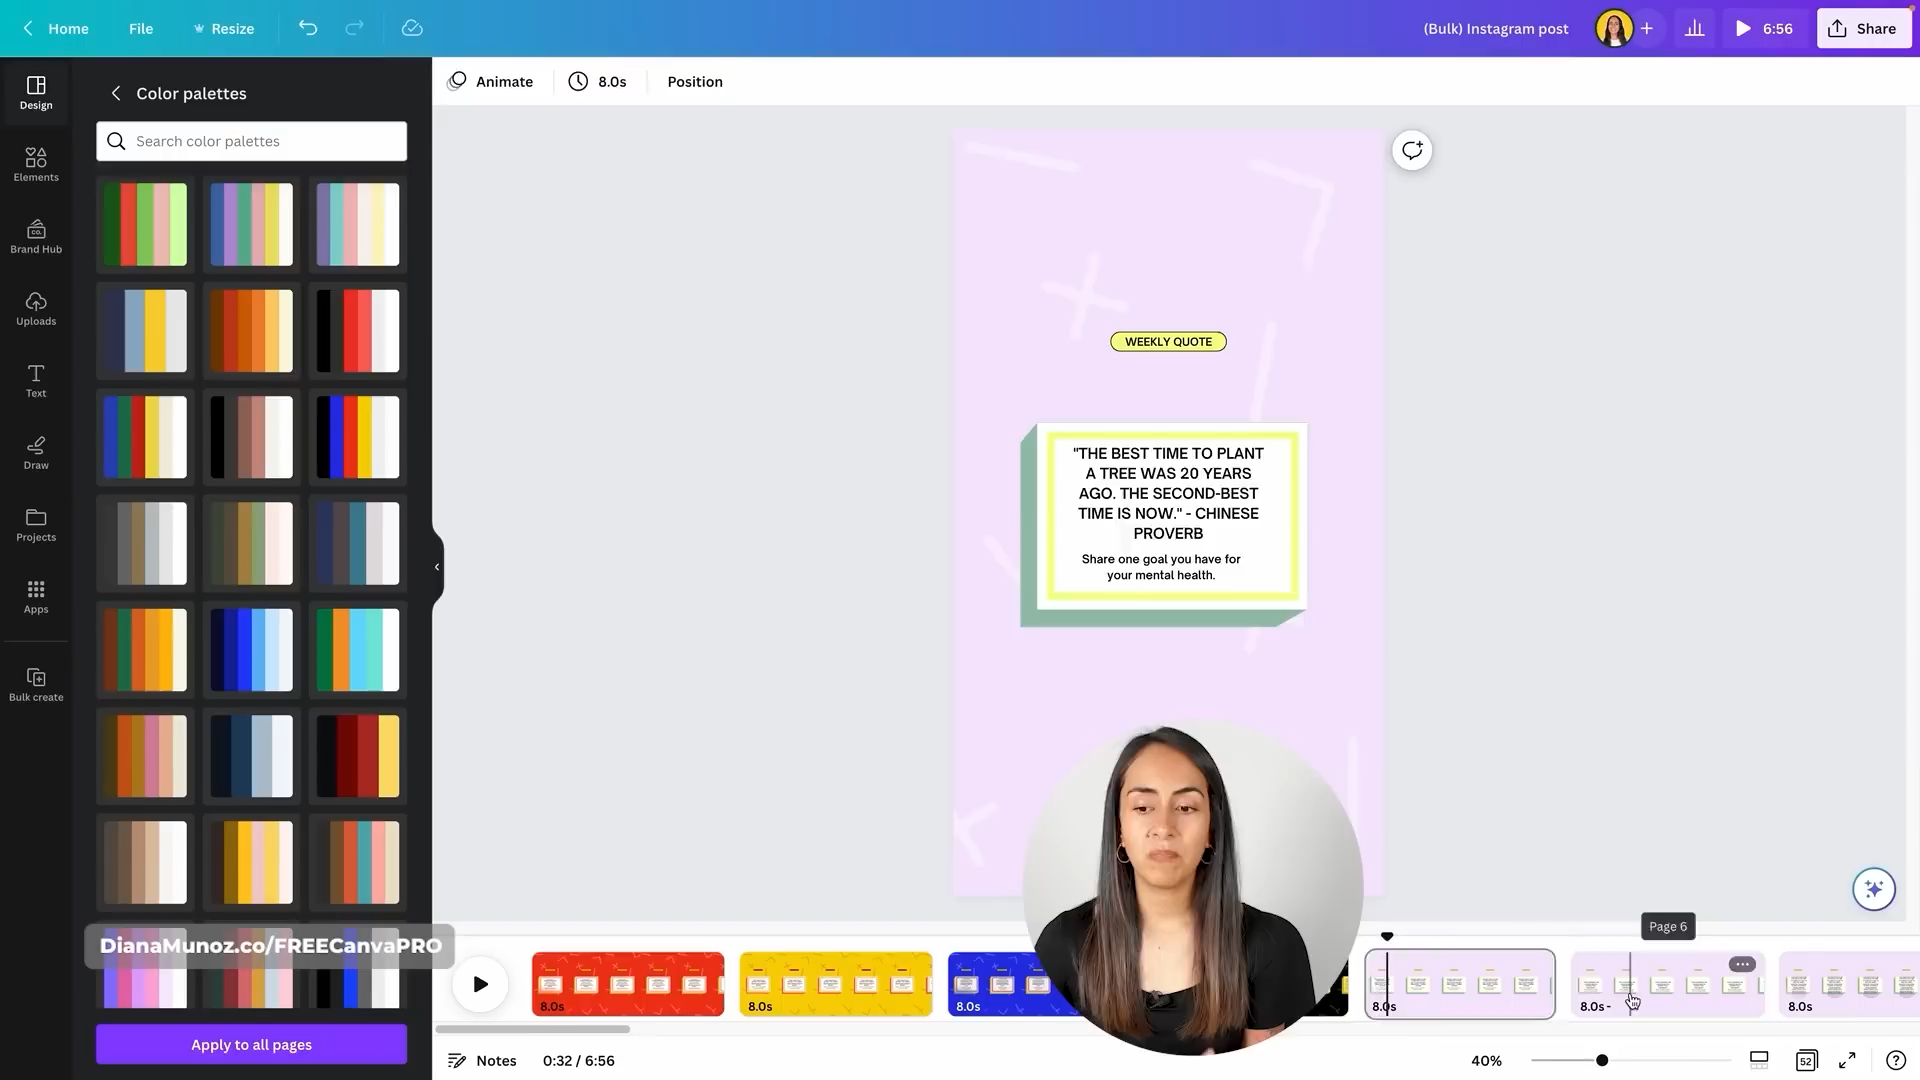 Home
File
Resize
(Bulk) Instagram post
6:56
Share
Design
Elements
Brand Hub
Uploads
Text
Draw
Projects
Apps
Bulk create
Color palettes
Search color palettes
Apply to all pages
Animate
8.0s
Position
WEEKLY QUOTE
"THE BEST TIME TO PLANT
A TREE WAS 20 YEARS
AGO. THE SECOND-BEST
TIME IS NOW." - CHINESE
PROVERB
Share one goal you have for
your mental health.
DianaMunoz.co/FREECanvaPRO
Page 6
8.0s
8.0s
8.0s
8.0s
8.0s -
8.0s
Notes
0:32 / 6:56
40%
52